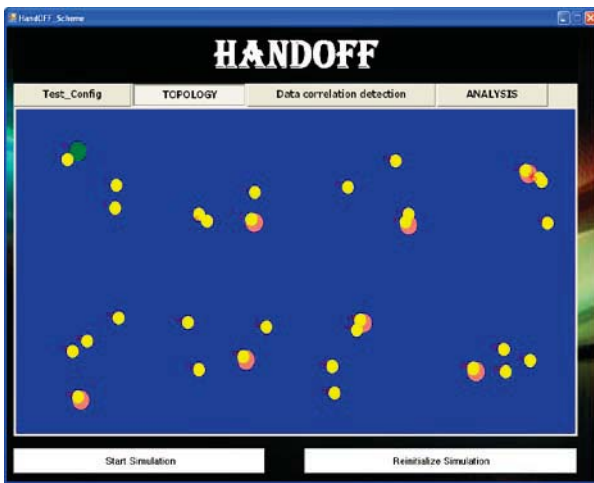 HandOFF_Scheme
HANDOFF
Test_Config TOPOLOGY Data correlation detection ANALYSIS
Start Simulation Reinitialize Simulation